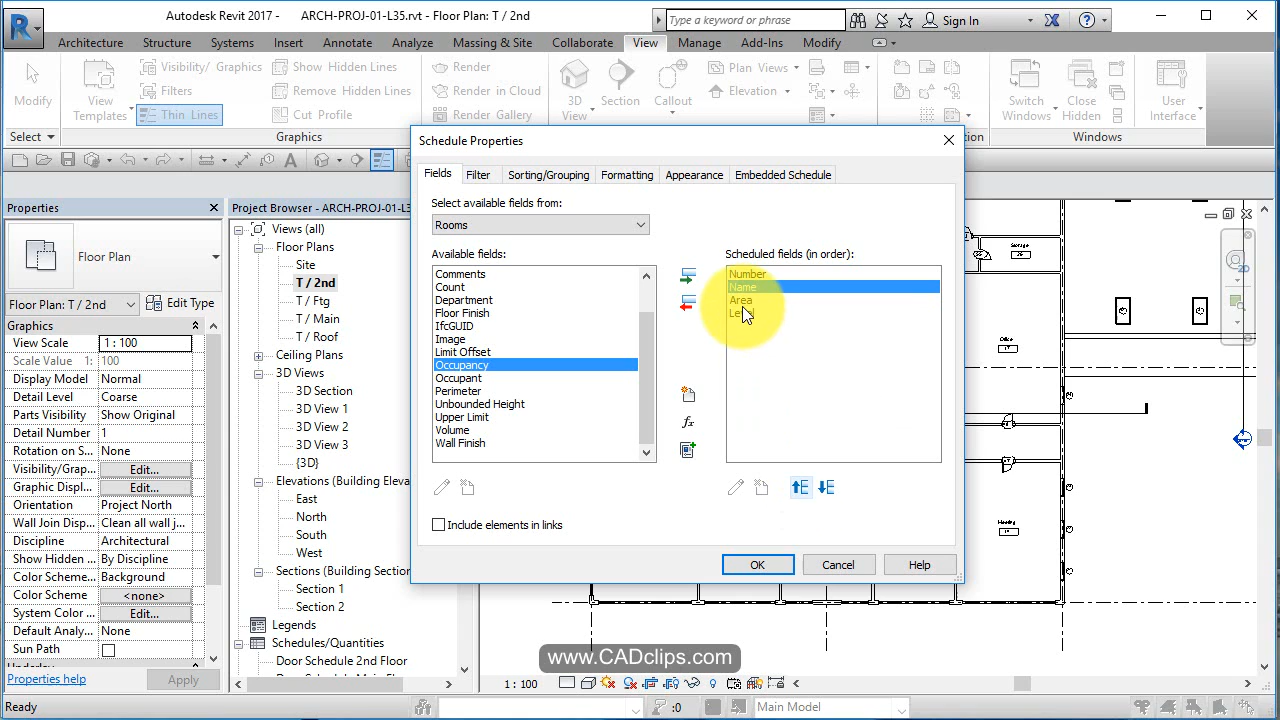 Autodesk Revit 2017 - ARCH-PROJ-01-L35.rvt - Floor Plan: T / 2nd
Type a keyword or phrase
Sign In
Architecture Structure Systems Insert Annotate Analyze Massing & Site Collaborate View Manage Add-Ins Modify
Modify
View
Templates
Visibility/ Graphics
Filters
Thin Lines
Show Hidden Lines
Remove Hidden Lines
Cut Profile
Render
Render in Cloud
Render Gallery
3D
View
Section
Callout
Plan Views
Elevation
Switch
Windows
Close
Hidden
User
Interface
Select
Graphics
Windows
Properties
Floor Plan
Floor Plan: T / 2nd
Edit Type
Graphics
View Scale 1 : 100
Scale Value 1: 100
Display Model Normal
Detail Level Coarse
Parts Visibility Show Original
Detail Number 1
Rotation on S... None
Visibility/Grap... Edit...
Graphic Displ... Edit...
Orientation Project North
Wall Join Disp... Clean all wall j...
Discipline Architectural
Show Hidden ... By Discipline
Color Scheme... Background
Color Scheme <none>
System Color ... Edit...
Default Analy... None
Sun Path
Properties help
Apply
Project Browser - ARCH-PROJ-01-L3
Views (all)
Floor Plans
Site
T / 2nd
T / Ftg
T / Main
T / Roof
Ceiling Plans
3D Views
3D Section
3D View 1
3D View 2
3D View 3
{3D}
Elevations (Building Eleva
East
North
South
West
Sections (Building Section
Section 1
Section 2
Legends
Schedules/Quantities
Door Schedule 2nd Floor
Schedule Properties
Fields Filter Sorting/Grouping Formatting Appearance Embedded Schedule
Select available fields from:
Rooms
Available fields:
Comments
Count
Department
Floor Finish
IfcGUID
Image
Limit Offset
Occupancy
Occupant
Perimeter
Unbounded Height
Upper Limit
Volume
Wall Finish
Scheduled fields (in order):
Number
Name
Area
Level
Include elements in links
OK Cancel Help
Storage
Office
17
Meeting
www.CADclips.com
1 : 100
Ready
:0
Main Model